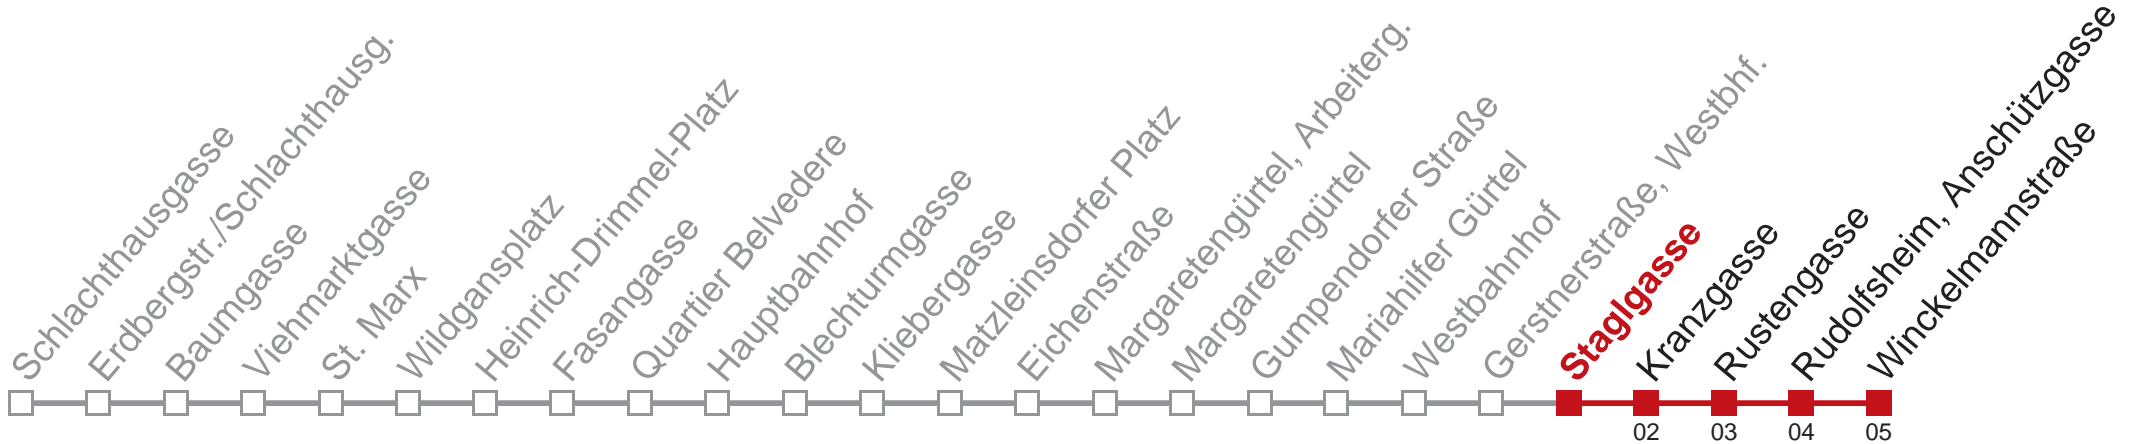 Schlachthausgasse
Erdbergstr./Schlachthausg.
Baumgasse
Viehmarktgasse
St. Marx
Wildgansplatz
Heinrich-Drimmel-Platz
Fasangasse
Quartier Belvedere
Hauptbahnhof
Blechturmgasse
Kliebergasse
Matzleinsdorfer Platz
Eichenstraße
Margaretengürtel, Arbeiterg.
Margaretengürtel
Gumpendorfer Straße
Mariahilfer Gürtel
Westbahnhof
Gerstnerstraße, Westbhf.
Staglgasse
Kranzgasse
Rustengasse
Rudolfsheim, Anschützgasse
Winckelmannstraße
02 03 04 05